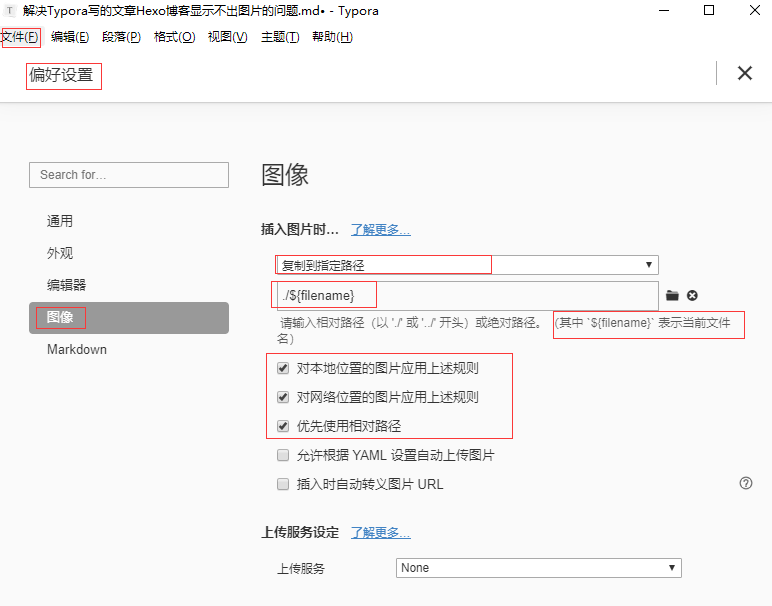 解决Typora写的文章Hexo博客显示不出图片的问题.md• - Typora
文件(F) 编辑(E) 段落(P) 格式(O) 视图(V) 主题(T) 帮助(H)
偏好设置
Search for...
通用
外观
编辑器
图像
Markdown
图像
插入图片时... 了解更多...
复制到指定路径
./${filename}
请输入相对路径（以 './' 或 '../' 开头）或绝对路径。 (其中 `${filename}` 表示当前文件
名）
对本地位置的图片应用上述规则
对网络位置的图片应用上述规则
优先使用相对路径
允许根据 YAML 设置自动上传图片
插入时自动转义图片 URL
上传服务设定 了解更多...
上传服务 None